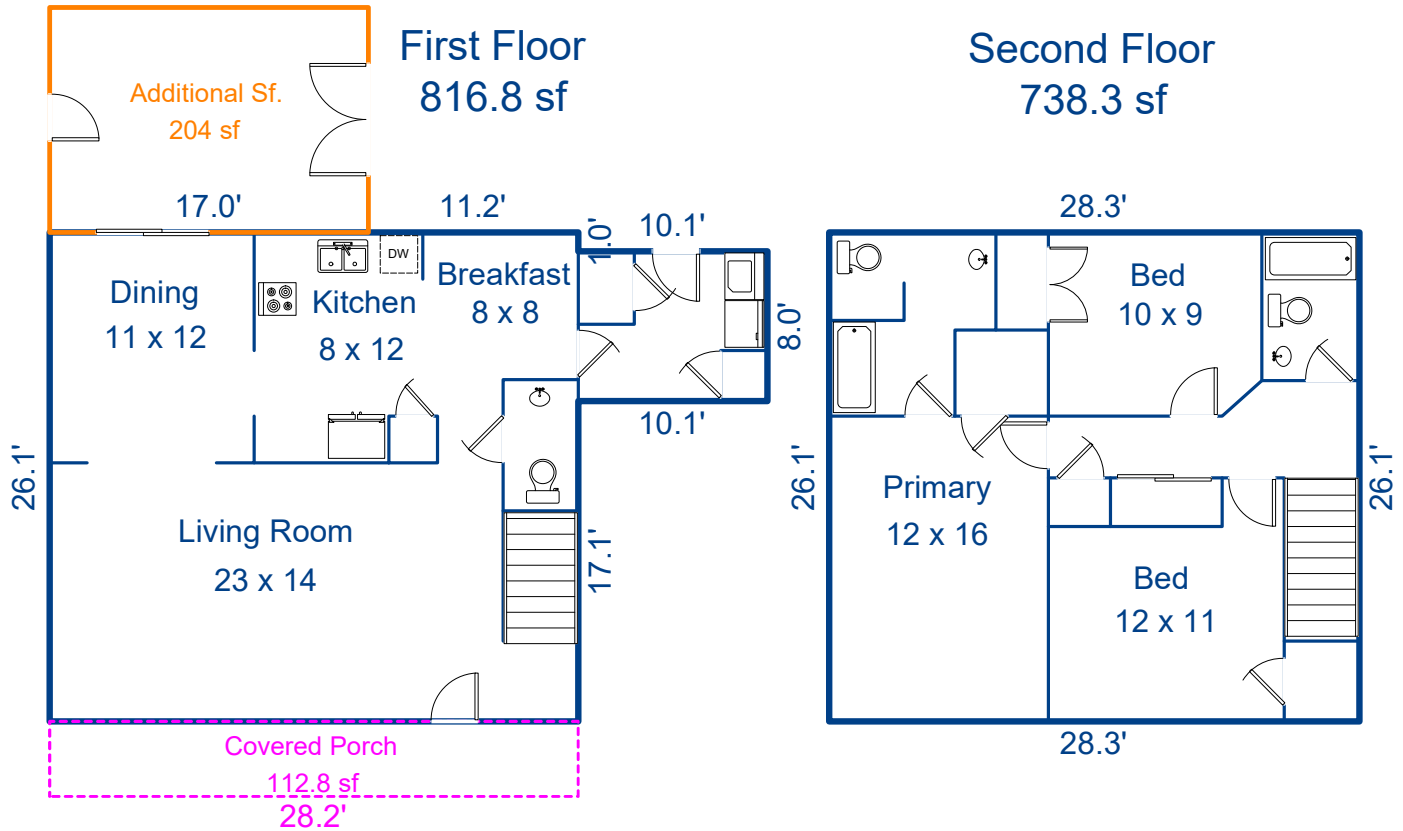 First Floor
816.8 sf
Second Floor
738.3 sf
Additional Sf.
204 sf
17.0'
11.2'
1.0'
10.1'
28.3'
DW
Dining
11 x 12
Kitchen
8 x 12
Breakfast
8 x 8
8.0'
10.1'
Bed
10 x 9
26.1'
Living Room
23 x 14
17.1'
26.1'
Primary
12 x 16
Bed
12 x 11
26.1'
Covered Porch
112.8 sf
28.2'
28.3'